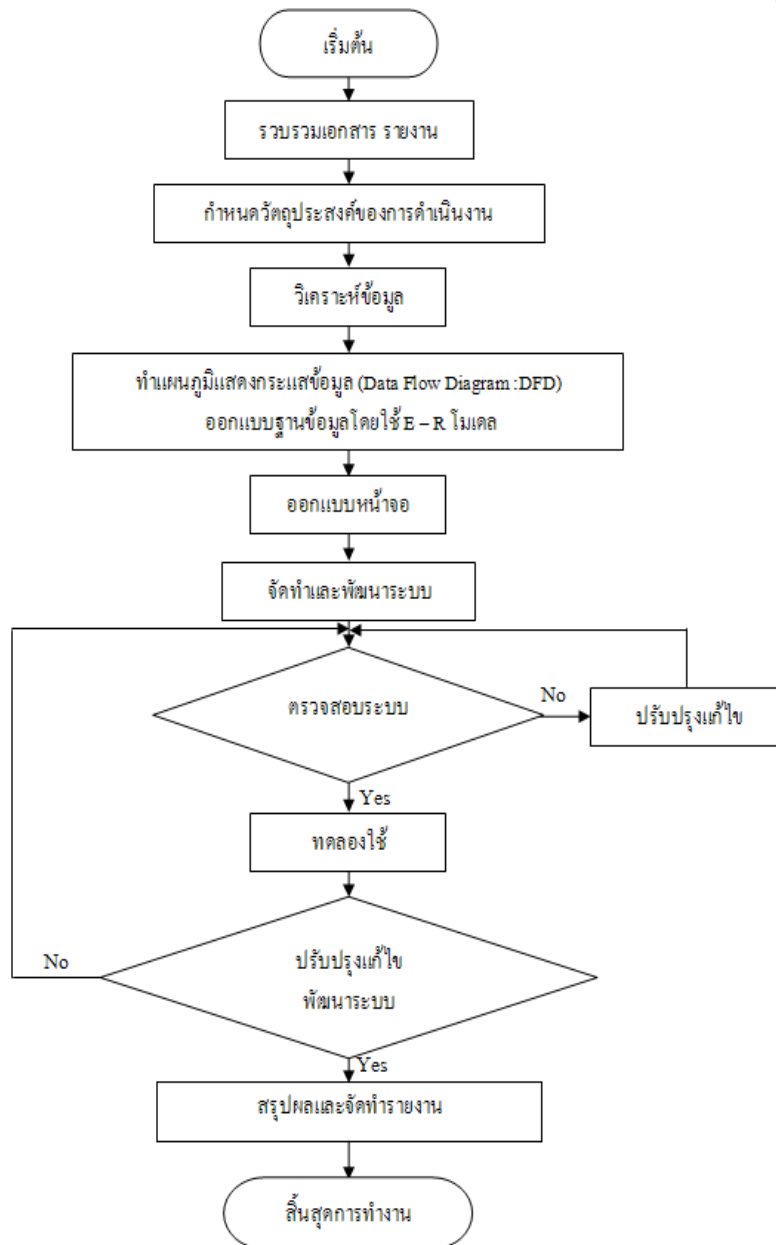 เริ่มต้น
รวบรวมเอกสาร รายงาน
กำหนดวัตถุประสงค์ของการดำเนินงาน
วิเคราะห์ข้อมูล
ทำแผนภูมิแสดงกระแสข้อมูล (Data Flow Diagram :DFD)
ออกแบบฐานข้อมูลโดยใช้ E – R โมเดล
ออกแบบหน้าจอ
จัดทำและพัฒนาระบบ
ตรวจสอบระบบ
No
ปรับปรุงแก้ไข
Yes
ทดลองใช้
No
ปรับปรุงแก้ไข
พัฒนาระบบ
Yes
สรุปผลและจัดทำรายงาน
สิ้นสุดการทำงาน